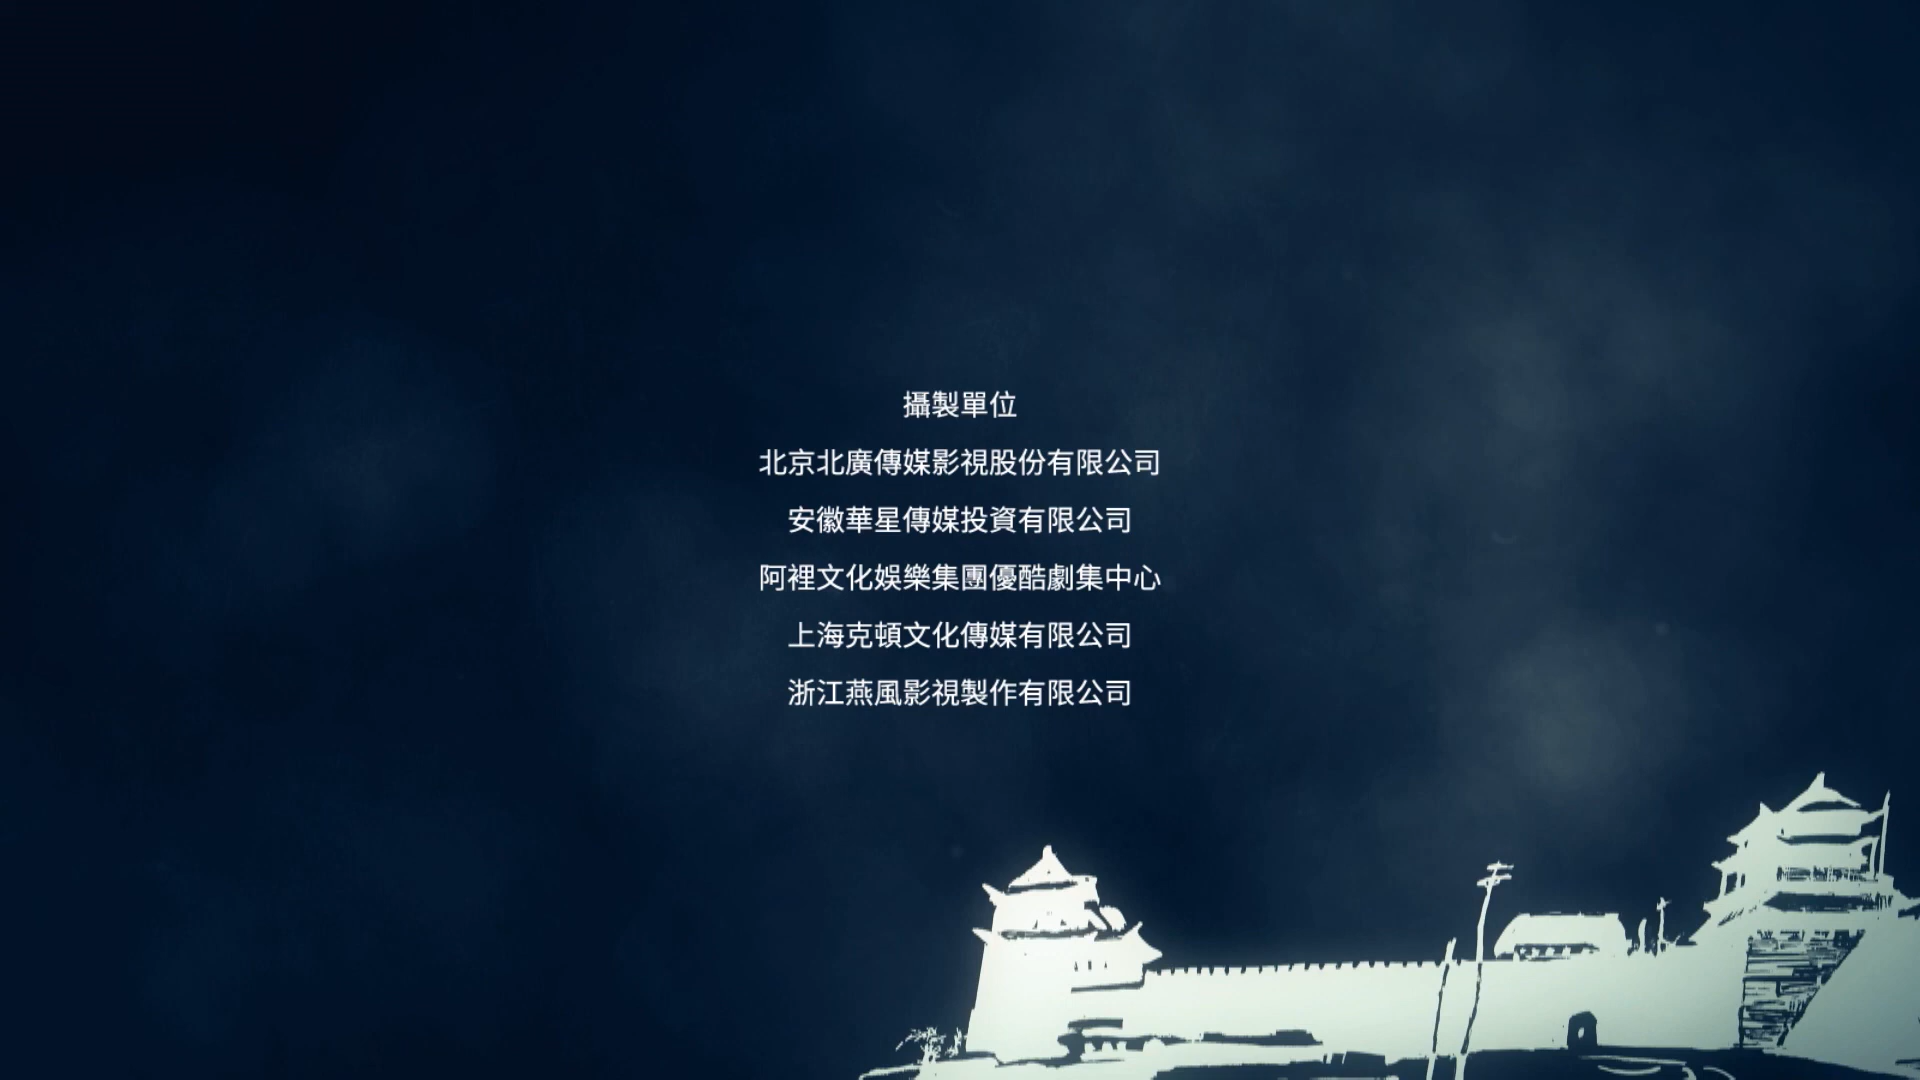 攝製單位
北京北廣傳媒影視股份有限公司
安徽華星傳媒投資有限公司
阿裡文化娛樂集團優酷劇集中心
上海克頓文化傳媒有限公司
浙江燕風影視製作有限公司